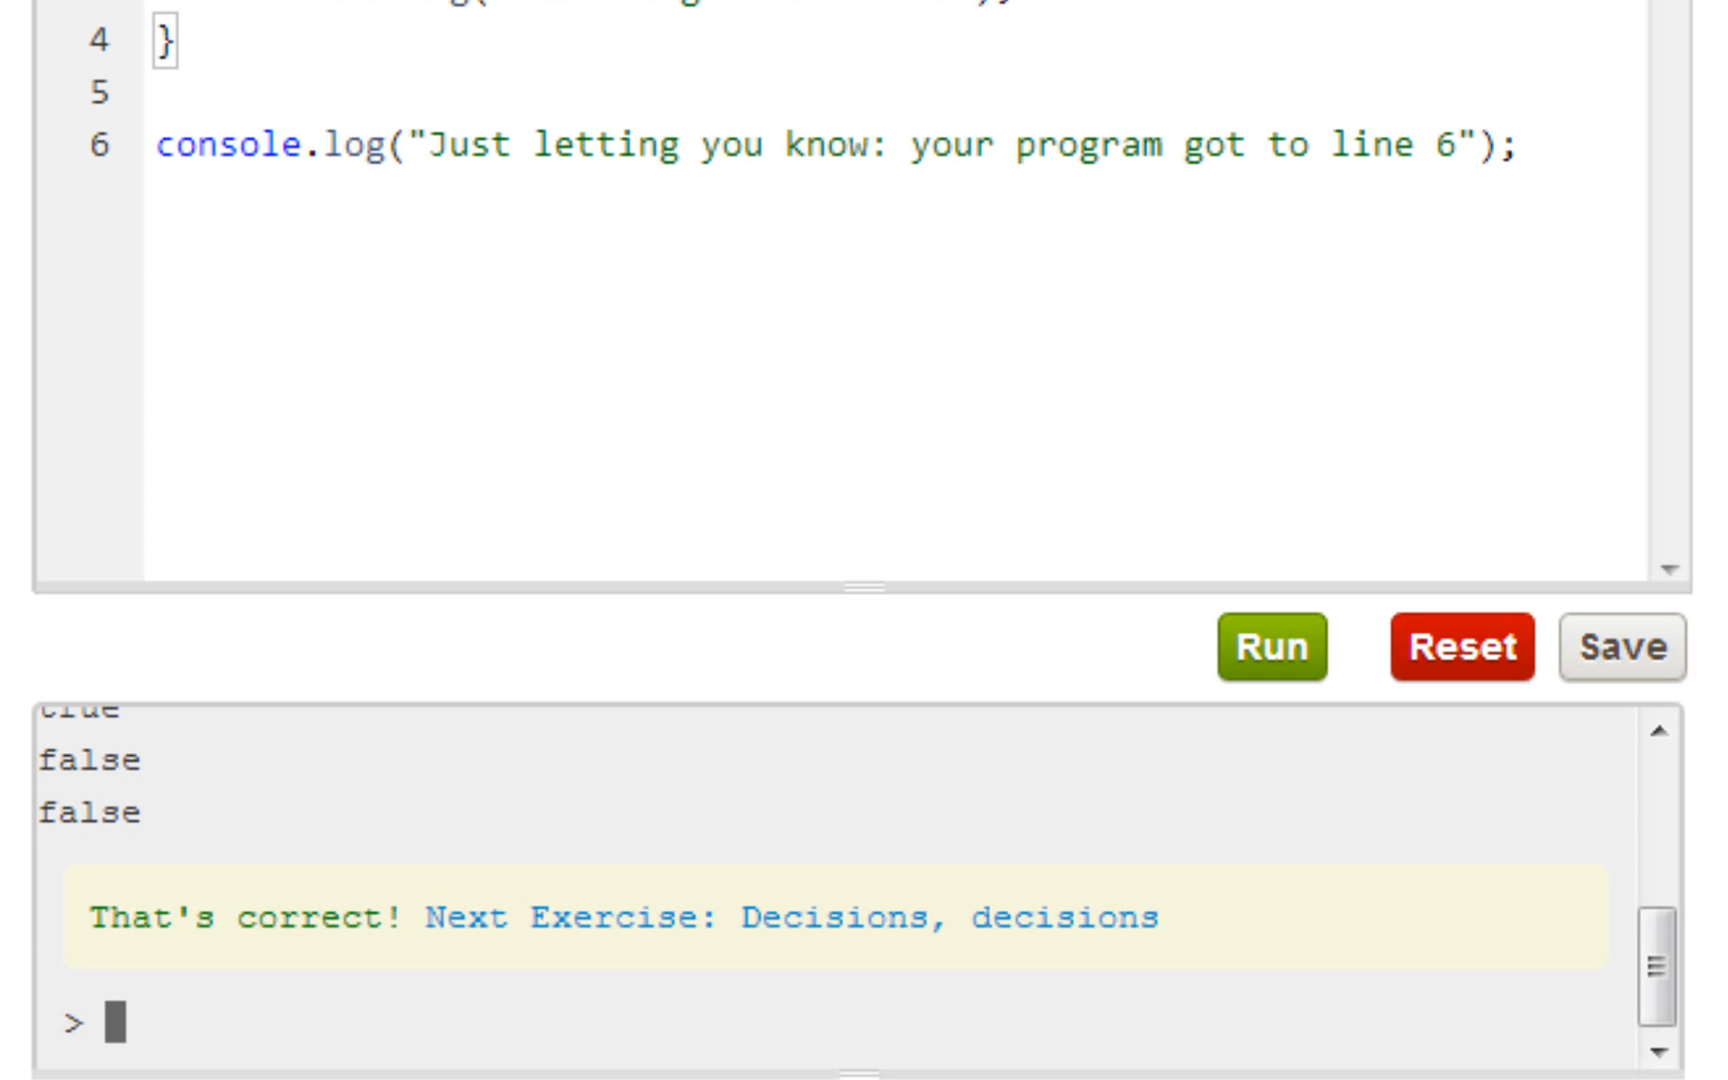 4 }
5
6 console.log("Just letting you know: your program got to line 6");
Run Reset Save
true
false
false
That's correct! Next Exercise: Decisions, decisions
>